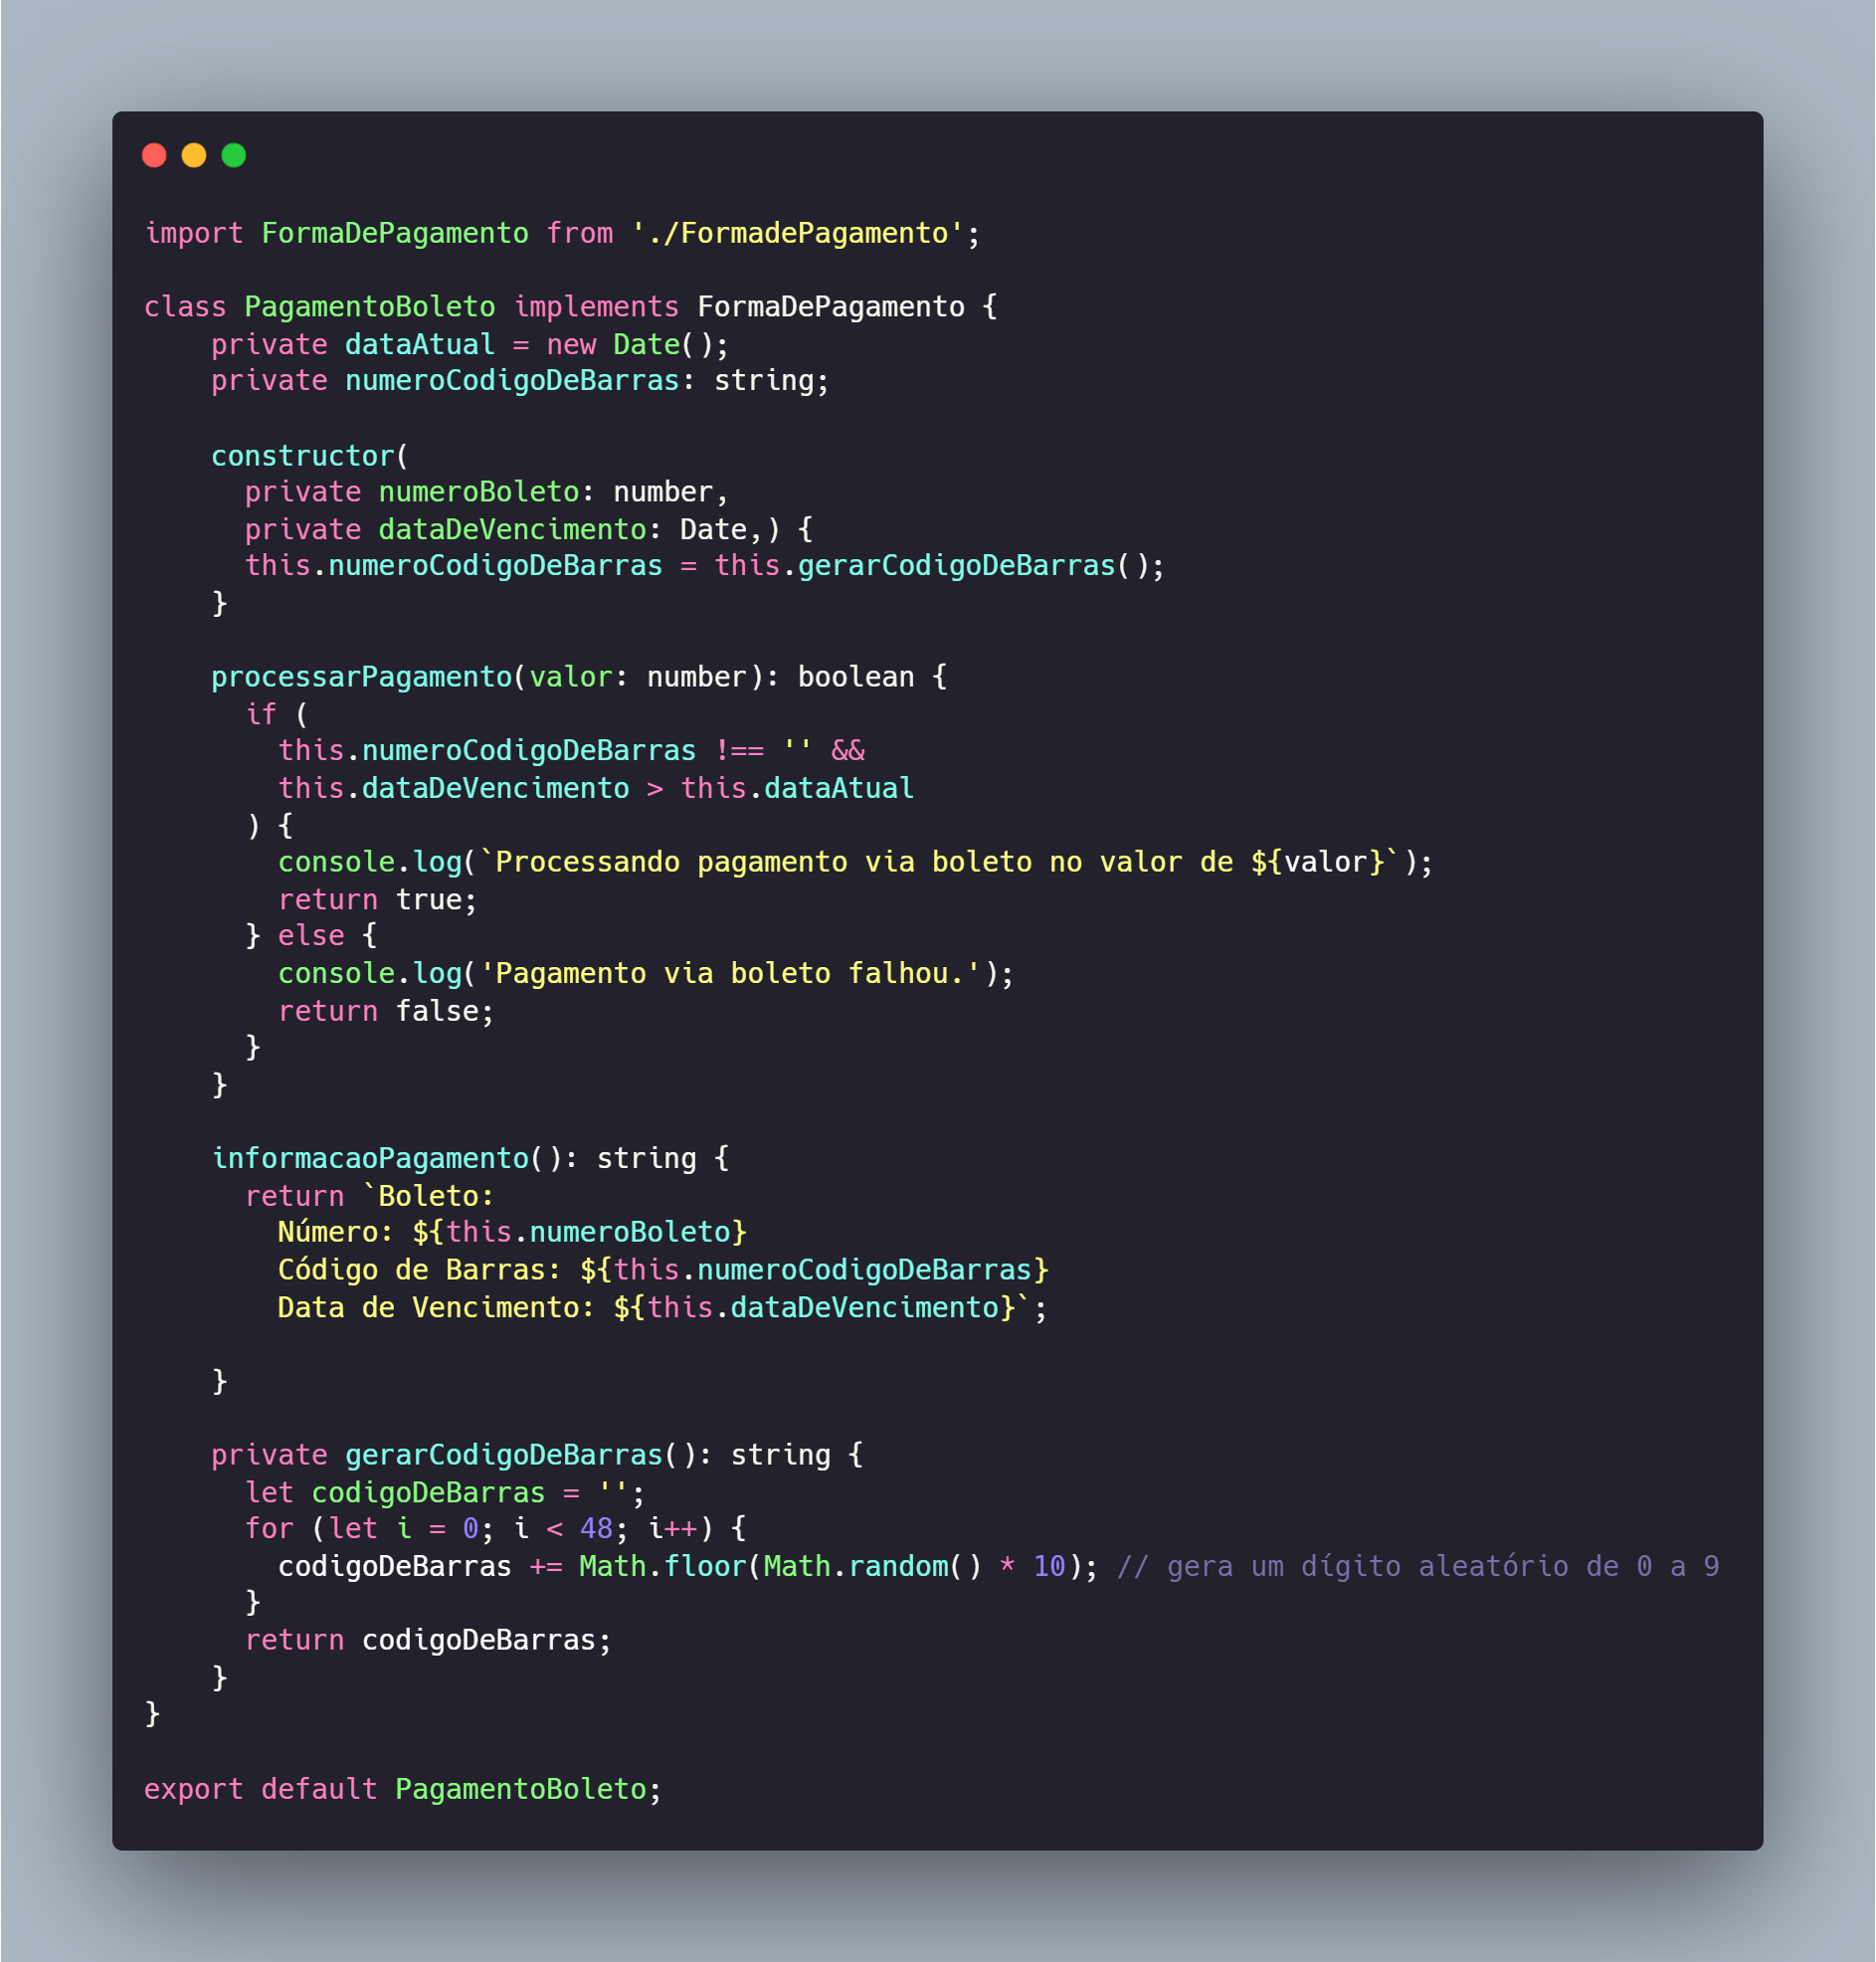 import FormaDePagamento from './FormadePagamento';

class PagamentoBoleto implements FormaDePagamento {
    private dataAtual = new Date();
    private numeroCodigoDeBarras: string;

    constructor(
      private numeroBoleto: number,
      private dataDeVencimento: Date,) {
      this.numeroCodigoDeBarras = this.gerarCodigoDeBarras();
    }

    processarPagamento(valor: number): boolean {
      if (
        this.numeroCodigoDeBarras !== '' &&
        this.dataDeVencimento > this.dataAtual
      ) {
        console.log(`Processando pagamento via boleto no valor de ${valor}`);
        return true;
      } else {
        console.log('Pagamento via boleto falhou.');
        return false;
      }
    }

    informacaoPagamento(): string {
      return `Boleto:
        Número: ${this.numeroBoleto}
        Código de Barras: ${this.numeroCodigoDeBarras}
        Data de Vencimento: ${this.dataDeVencimento}`;

    }

    private gerarCodigoDeBarras(): string {
      let codigoDeBarras = '';
      for (let i = 0; i < 48; i++) {
        codigoDeBarras += Math.floor(Math.random() * 10); // gera um dígito aleatório de 0 a 9
      }
      return codigoDeBarras;
    }
}

export default PagamentoBoleto;